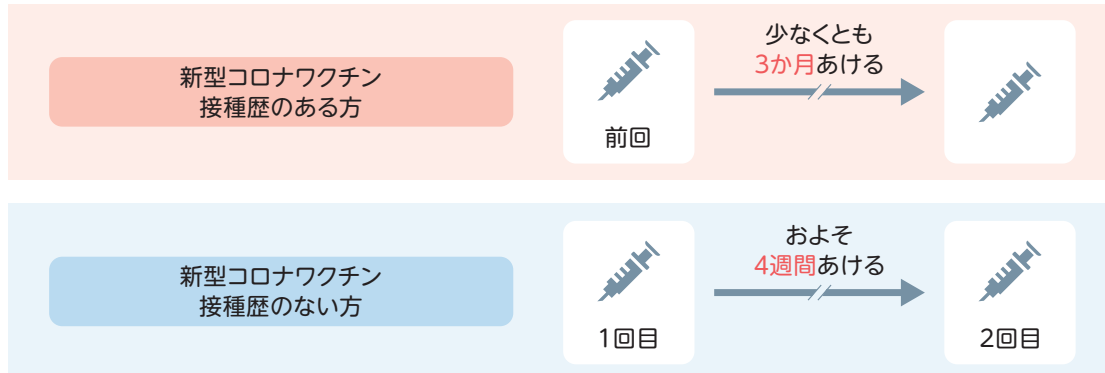 新型コロナワクチン
接種歴のある方
前回
少なくとも
3か月あける
新型コロナワクチン
接種歴のない方
1回目
およそ
4週間あける
2回目